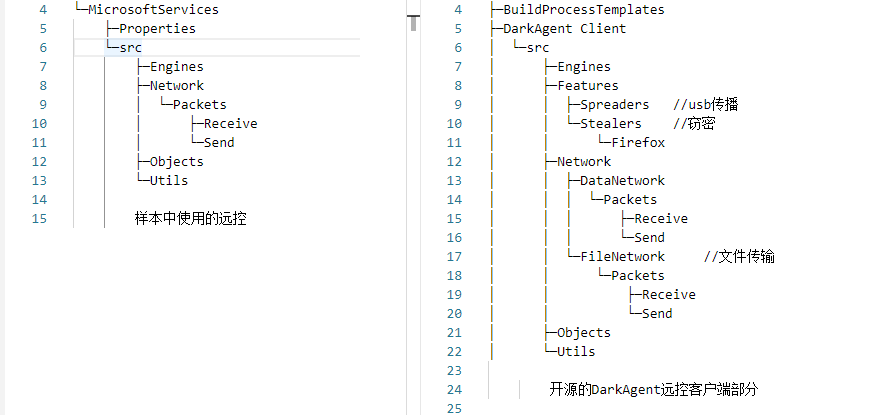 4 └─MicrosoftServices
5 ├─Properties
6 └─src
7 ├─Engines
8 ├─Network
9 │ └─Packets
10 │ ├─Receive
11 │ └─Send
12 ├─Objects
13 └─Utils
14
15 样本中使用的远控
4 ├─BuildProcessTemplates
5 ├─DarkAgent Client
6 │ └─src
7 │ ├─Engines
8 │ ├─Features
9 │ │ ├─Spreaders //usb传播
10 │ │ └─Stealers //窃密
11 │ │ └─Firefox
12 │ ├─Network
13 │ │ ├─DataNetwork
14 │ │ │ └─Packets
15 │ │ │ ├─Receive
16 │ │ │ └─Send
17 │ │ └─FileNetwork //文件传输
18 │ │ └─Packets
19 │ │ ├─Receive
20 │ │ └─Send
21 │ ├─Objects
22 │ └─Utils
23
24 开源的DarkAgent远控客户端部分
25